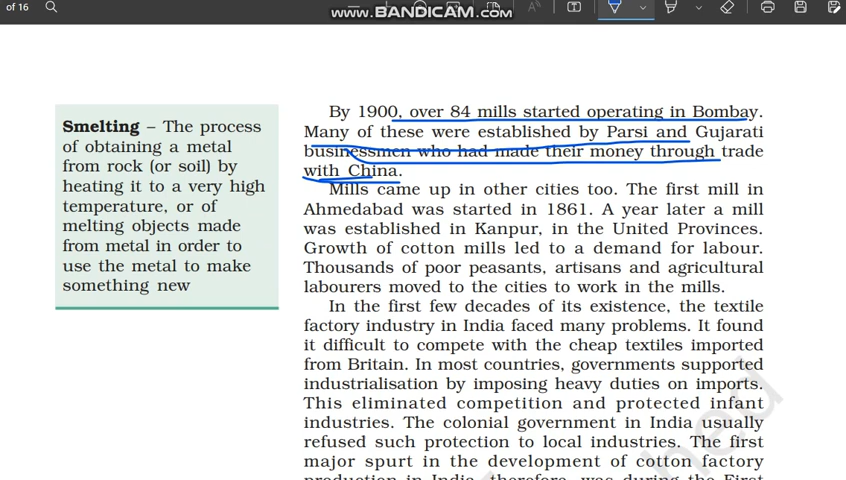 of 16
www.BANDICAM.com
By 1900, over 84 mills started operating in Bombay.
Many of these were established by Parsi and Gujarati
businessmen who had made their money through trade
with China.
Mills came up in other cities too. The first mill in
Ahmedabad was started in 1861. A year later a mill
was established in Kanpur, in the United Provinces.
Growth of cotton mills led to a demand for labour.
Thousands of poor peasants, artisans and agricultural
labourers moved to the cities to work in the mills.
In the first few decades of its existence, the textile
factory industry in India faced many problems. It found
it difficult to compete with the cheap textiles imported
from Britain. In most countries, governments supported
industrialisation by imposing heavy duties on imports.
This eliminated competition and protected infant
industries. The colonial government in India usually
refused such protection to local industries. The first
major spurt in the development of cotton factory
production in India, therefore, was during the First
Smelting – The process
of obtaining a metal
from rock (or soil) by
heating it to a very high
temperature, or of
melting objects made
from metal in order to
use the metal to make
something new